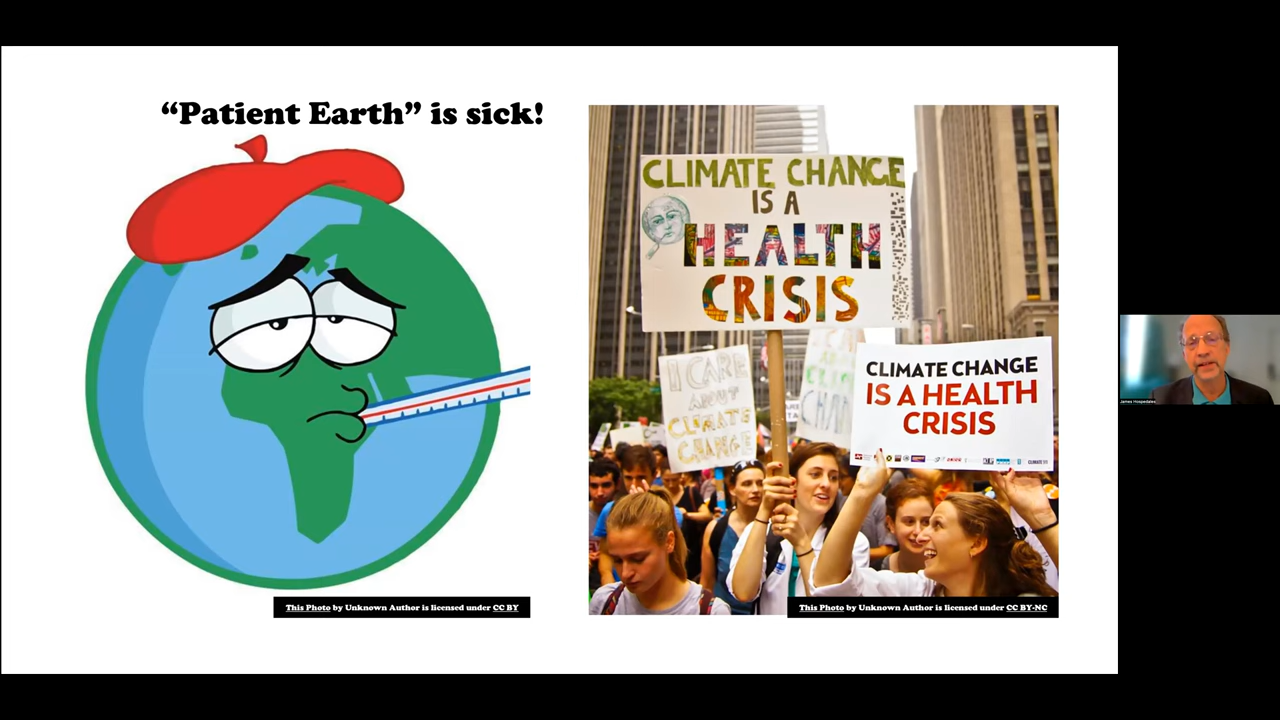 “Patient Earth” is sick!
CLIMATE CHANGE
IS A
HEALTH
CRISIS
I CARE
ABOUT
CLIMATE
CHANGE
CLIMATE CHANGE
IS A HEALTH
CRISIS
This Photo by Unknown Author is licensed under CC BY
This Photo by Unknown Author is licensed under CC BY-NC
James Hospedales